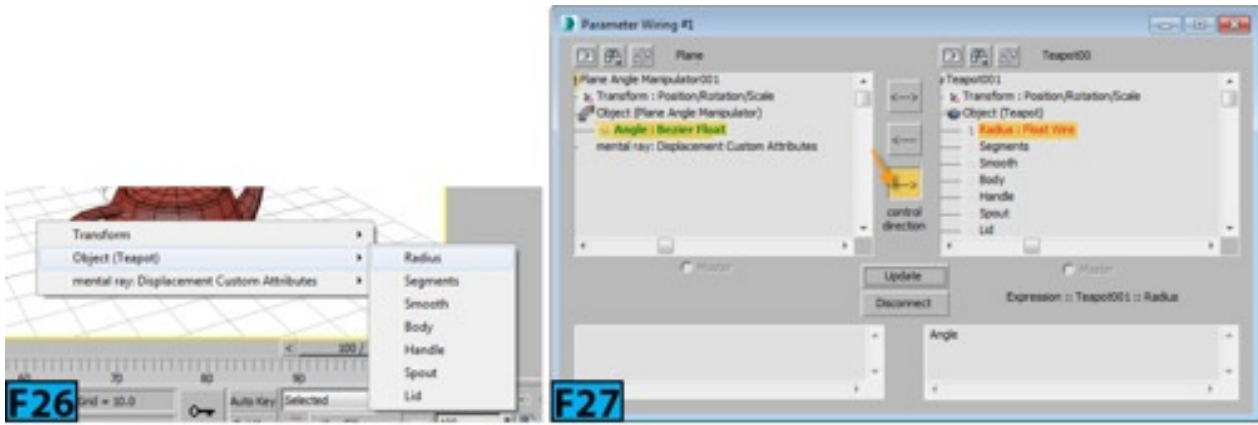 Transform
Object (Teapot)
mental ray: Displacement Custom Attributes
Radius
Segments
Smooth
Body
Handle
Spout
Lid
< 100 /
70 80 90
Grid = 10.0
Auto Key Selected
F26
Parameter Wiring #1
Plane
Plane Angle Manipulator001
Transform : Position/Rotation/Scale
Object (Plane Angle Manipulator)
Angle : Bezier Float
mental ray: Displacement Custom Attributes
<--->
<----
---->
control
direction
Teapot00
Teapot001
Transform : Position/Rotation/Scale
Object (Teapot)
Radius : Float Wire
Segments
Smooth
Body
Handle
Spout
Lid
Master
Update
Master
Disconnect
Expression :: Teapot001 :: Radius
Angle
F27